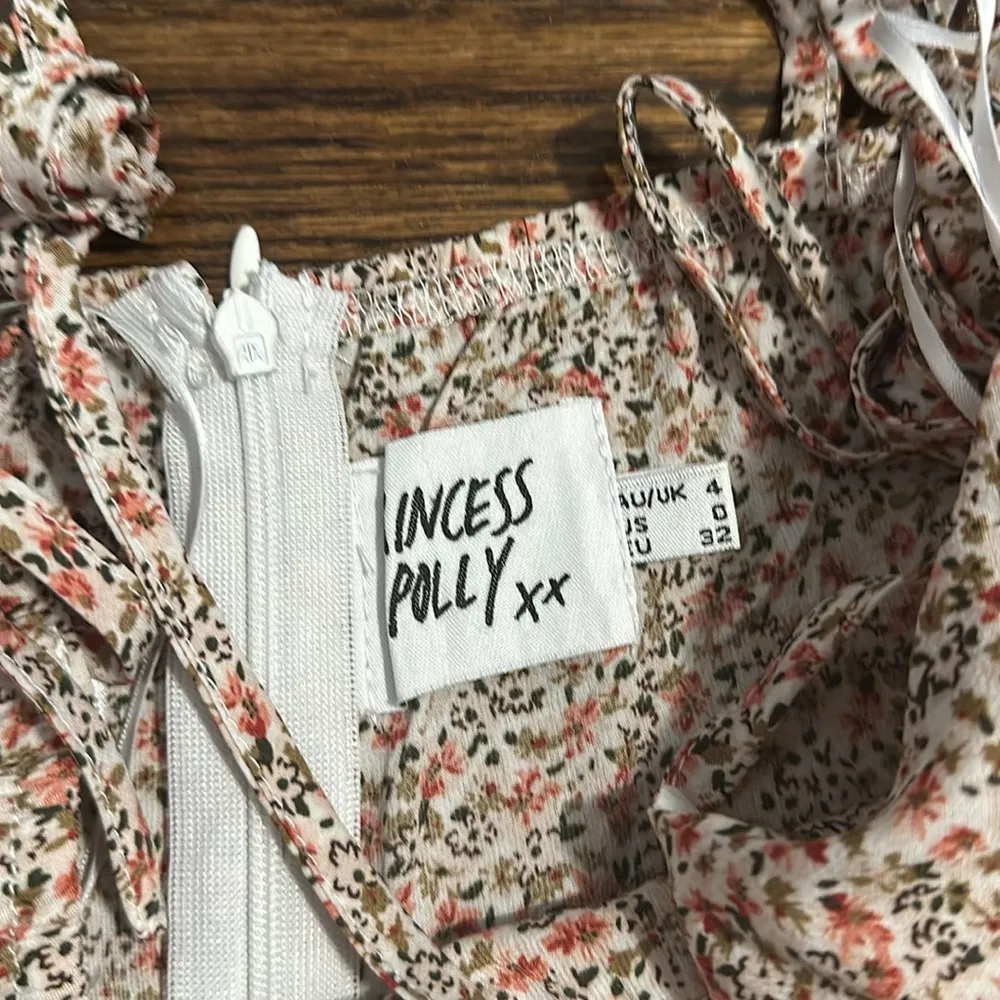 INCESS
POLLY xx
AU/UK 4
US 0
EU 32